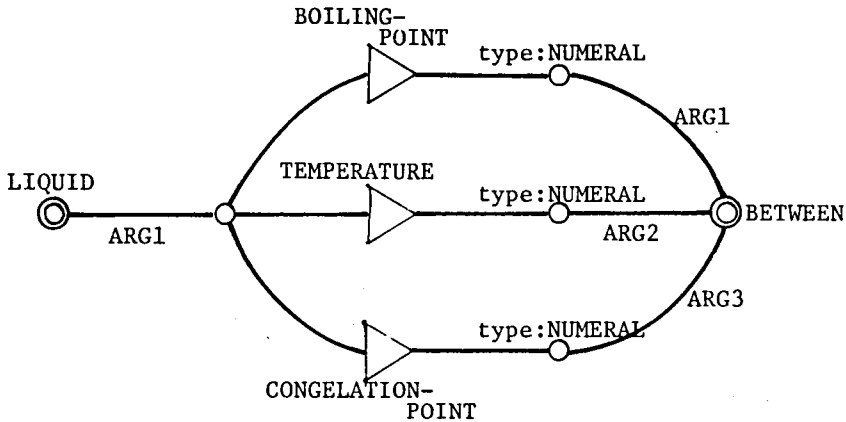 BOILING-
POINT
type:NUMERAL
ARG1
TEMPERATURE
LIQUID
type:NUMERAL
BETWEEN
ARG1
ARG2
ARG3
type:NUMERAL
CONGELATION-
POINT